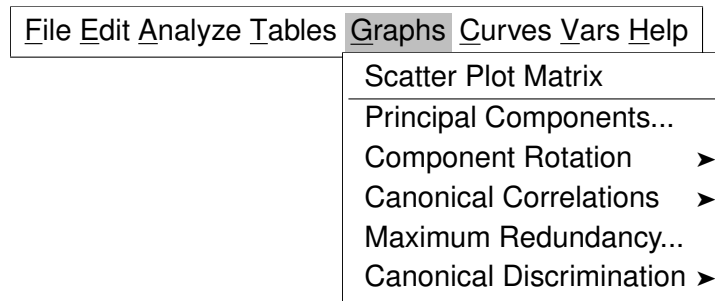 File Edit Analyze Tables Graphs Curves Vars Help
Scatter Plot Matrix
Principal Components...
Component Rotation ➤
Canonical Correlations ➤
Maximum Redundancy...
Canonical Discrimination ➤